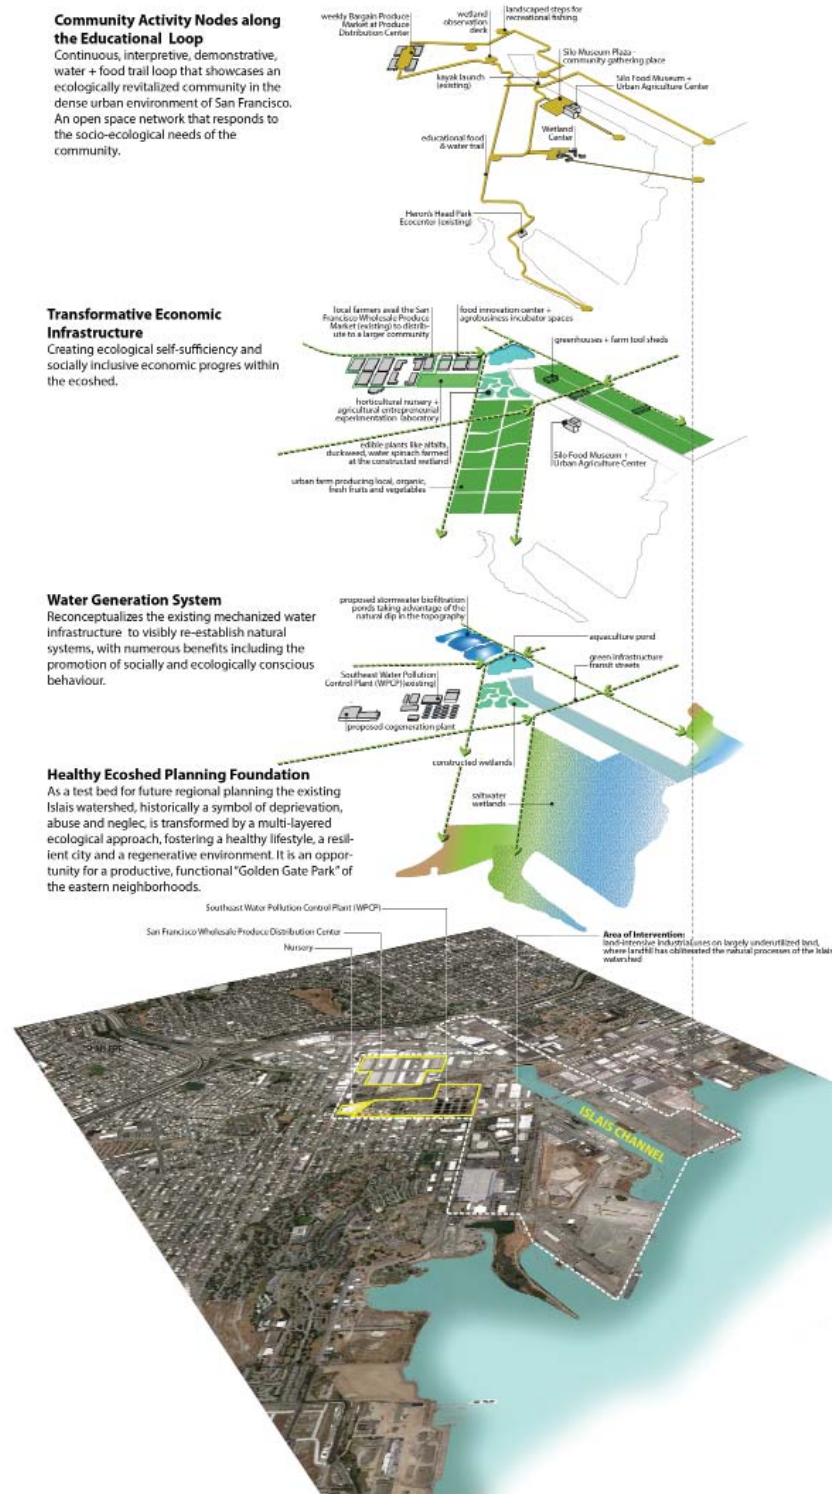 Community Activity Nodes along
the Educational Loop
Continuous, interpretive, demonstrative,
water + food trail loop that showcases an
ecologically revitalized community in the
dense urban environment of San Francisco.
An open space network that responds to
the socio-ecological needs of the
community.
weekly Bargain Produce
Market at Produce
Distribution Center
wetland
observation
deck
landscaped steps for
recreational fishing
Silo Museum Plaza -
community gathering place
kayak launch
(existing)
Silo Food Museum +
Urban Agriculture Center
educational food
& water trail
Wetland
Center
Heron's Head Park
Ecocenter (existing)
Transformative Economic
Infrastructure
Creating ecological self-sufficiency and
socially inclusive economic progres within
the ecoshed.
local farmers avail the San
Francisco Wholesale Produce
Market (existing) to distrib-
ute to a larger community
food innovation center +
agrobusiness incubator spaces
greenhouses + farm tool sheds
horticultural nursery +
agricultural entrepreneurial
experimentation laboratory
edible plants like alfalfa,
duckweed, water spinach farmed
at the constructed wetland
Silo Food Museum +
Urban Agriculture Center
urban farm producing local, organic,
fresh fruits and vegetables
Water Generation System
Reconceptualizes the existing mechanized water
infrastructure to visibly re-establish natural
systems, with numerous benefits including the
promotion of socially and ecologically conscious
behaviour.
proposed stormwater biofiltration
ponds taking advantage of the
natural dip in the topography
aquaculture pond
green infrastructure
transit streets
Southeast Water Pollution
Control Plant (WPCP)(existing)
proposed cogeneration plant
constructed wetlands
saltwater
wetlands
Healthy Ecoshed Planning Foundation
As a test bed for future regional planning the existing
Islais watershed, historically a symbol of deprievation,
abuse and neglec, is transformed by a multi-layered
ecological approach, fostering a healthy lifestyle, a resil-
ient city and a regenerative environment. It is an oppor-
tunity for a productive, functional "Golden Gate Park" of
the eastern neighborhoods.
Southeast Water Pollution Control Plant (WPCP)
San Francisco Wholesale Produce Distribution Center
Nursery
Area of Intervention:
land-intensive industrial uses on largely underutilized land,
where landfill has obliterated the natural processes of the Islais
watershed
ISLAIS CHANNEL